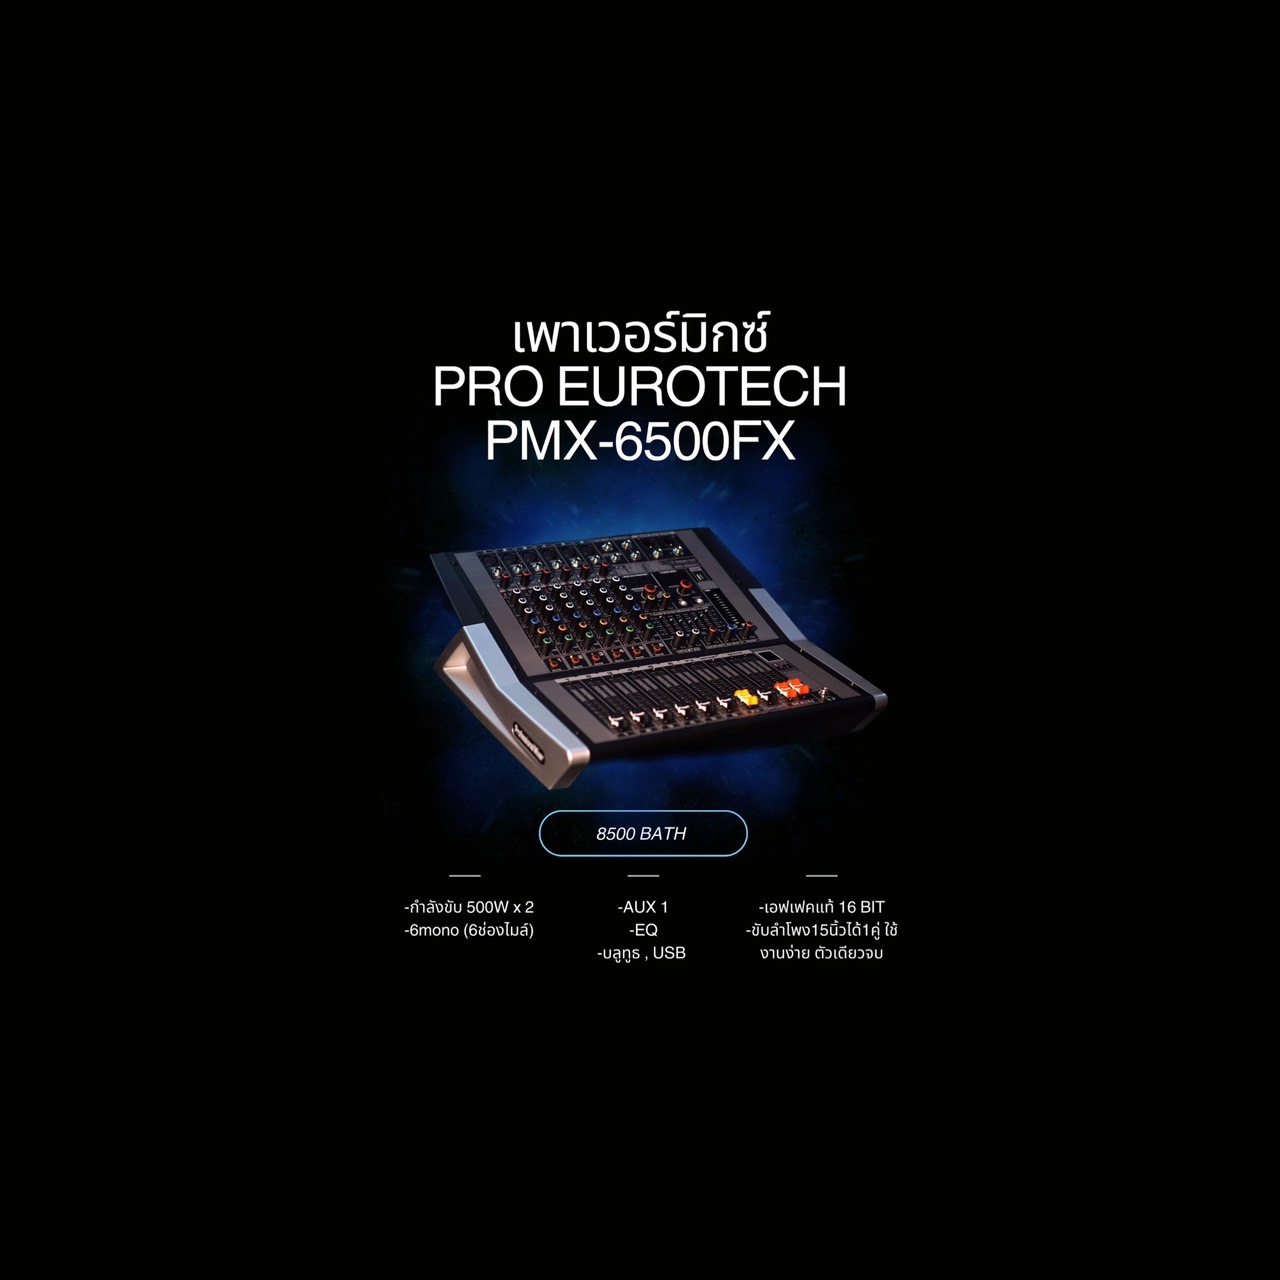 เพาเวอร์มิกซ์
PRO EUROTECH
PMX-6500FX
8500 BATH
-กำลังขับ 500W x 2
-6mono (6ช่องไมล์)
-AUX 1
-EQ
-บลูทูธ , USB
-เอฟเฟคแท้ 16 BIT
-ขับลำโพง15นิ้วได้1คู่ ใช้
งานง่าย ตัวเดียวจบ